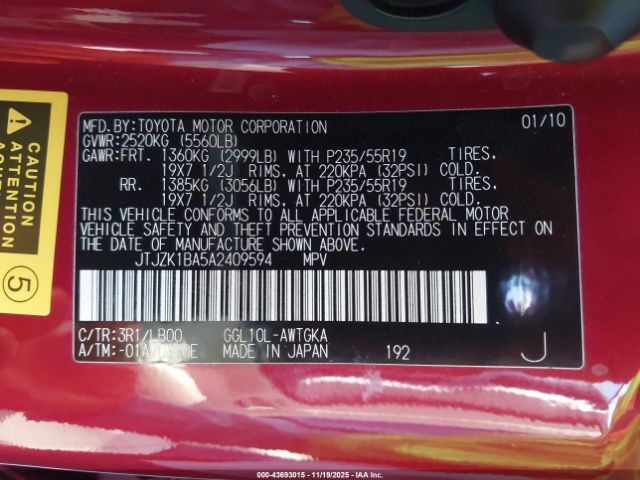 MFD. BY: TOYOTA MOTOR CORPORATION 01/10
GVWR: 2520KG (5560LB)
GAWR: FRT. 1360KG (2999LB) WITH P235/55R19 TIRES,
19X7 1/2J RIMS, AT 220KPA (32PSI) COLD.
RR. 1385KG (3056LB) WITH P235/55R19 TIRES,
19X7 1/2J RIMS, AT 220KPA (32PSI) COLD.
THIS VEHICLE CONFORMS TO ALL APPLICABLE FEDERAL MOTOR
VEHICLE SAFETY AND THEFT PREVENTION STANDARDS IN EFFECT ON
THE DATE OF MANUFACTURE SHOWN ABOVE.
JTJZK1BA5A2409594 MPV
C/TR: 3R1/LB00 GGL10L-AWTGKA
A/TM: MADE IN JAPAN 192 J
5
000-43693015 - 11/19/2025 - IAAI.com